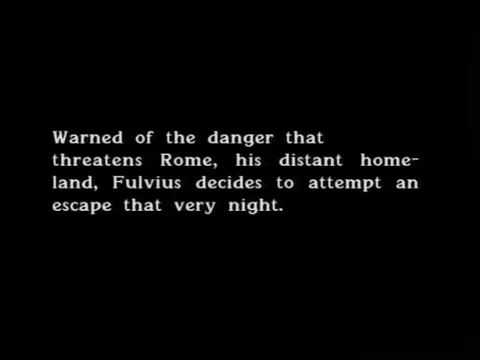 Warned of the danger that
threatens Rome, his distant home-
land, Fulvius decides to attempt an
escape that very night.